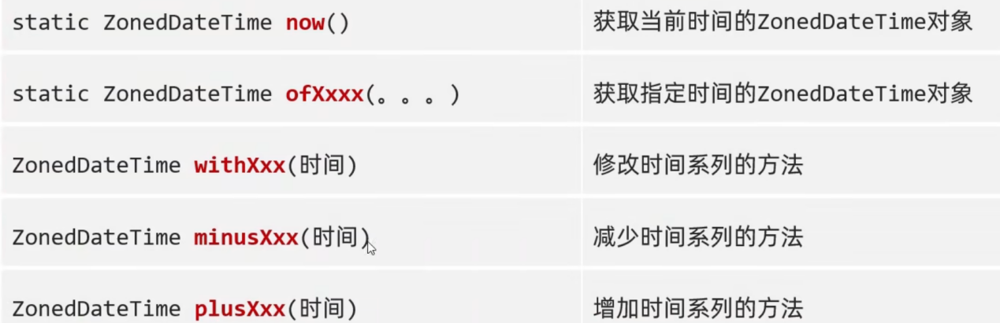 static ZonedDateTime now()
获取当前时间的ZonedDateTime对象
static ZonedDateTime ofXxxx(。。。)
获取指定时间的ZonedDateTime对象
ZonedDateTime withXxx(时间)
修改时间系列的方法
ZonedDateTime minusXxx(时间)
减少时间系列的方法
ZonedDateTime plusXxx(时间)
增加时间系列的方法